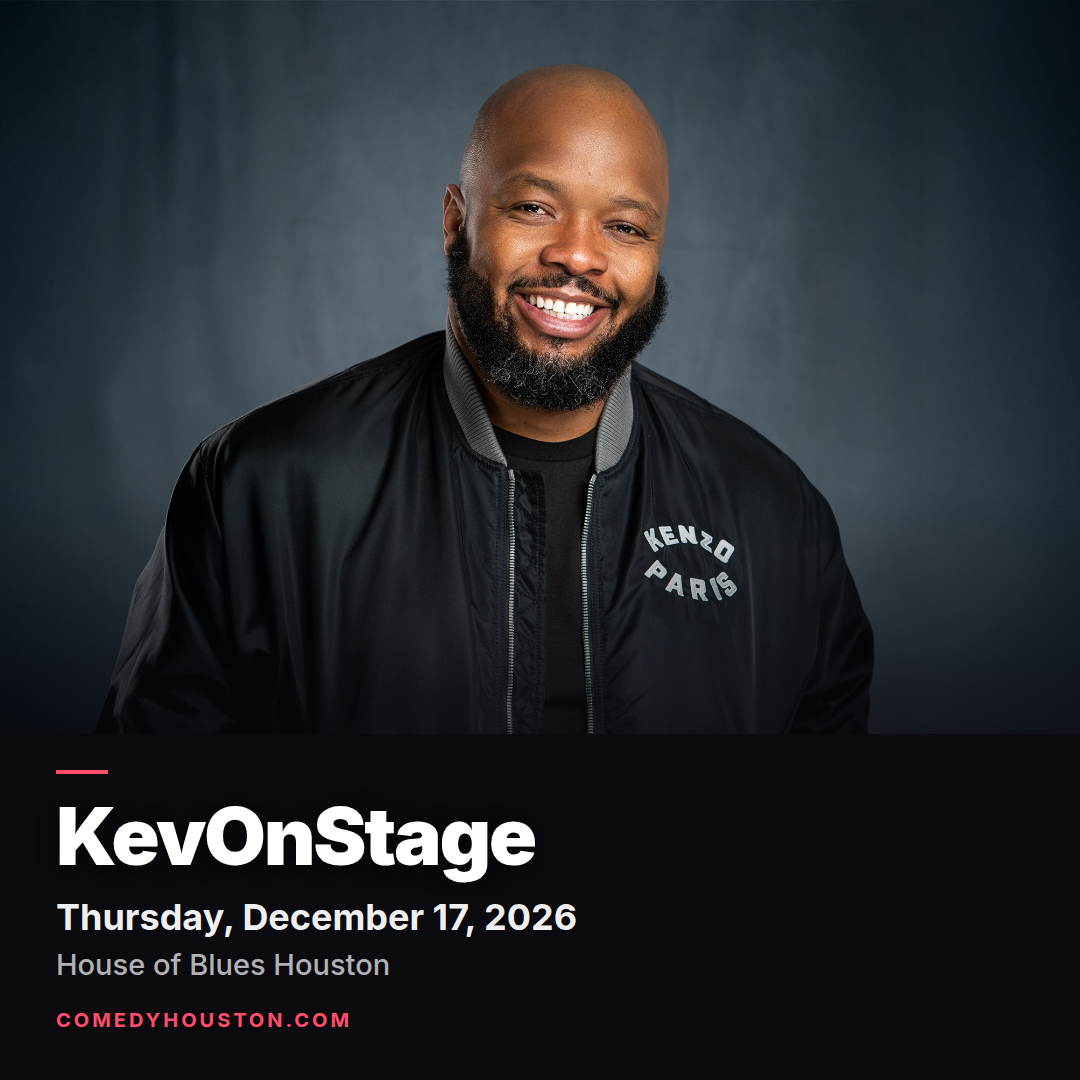 KENZO
PARIS
KevOnStage
Thursday, December 17, 2026
House of Blues Houston
COMEDYHOUSTON.COM